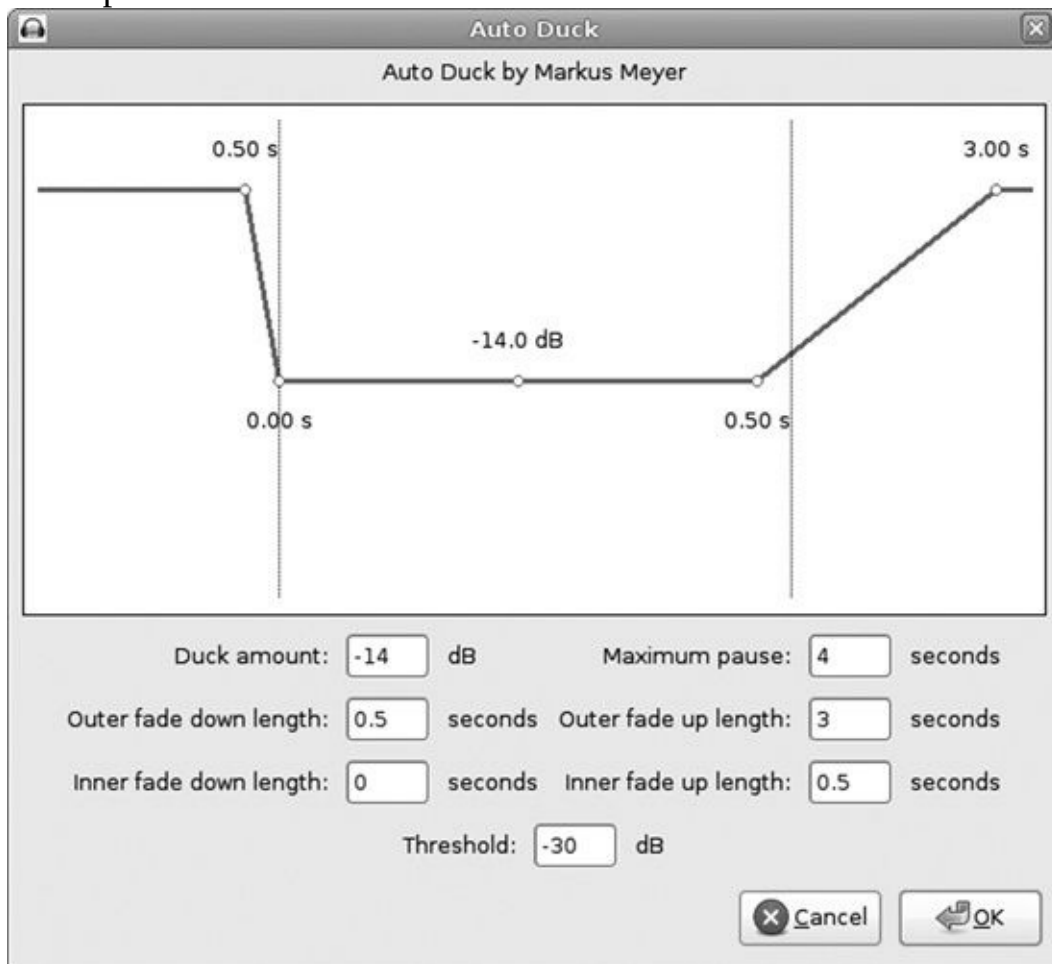 Auto Duck
Auto Duck by Markus Meyer
0.50 s
3.00 s
-14.0 dB
0.00 s
0.50 s
Duck amount: -14 dB Maximum pause: 4 seconds
Outer fade down length: 0.5 seconds Outer fade up length: 3 seconds
Inner fade down length: 0 seconds Inner fade up length: 0.5 seconds
Threshold: -30 dB
Cancel OK